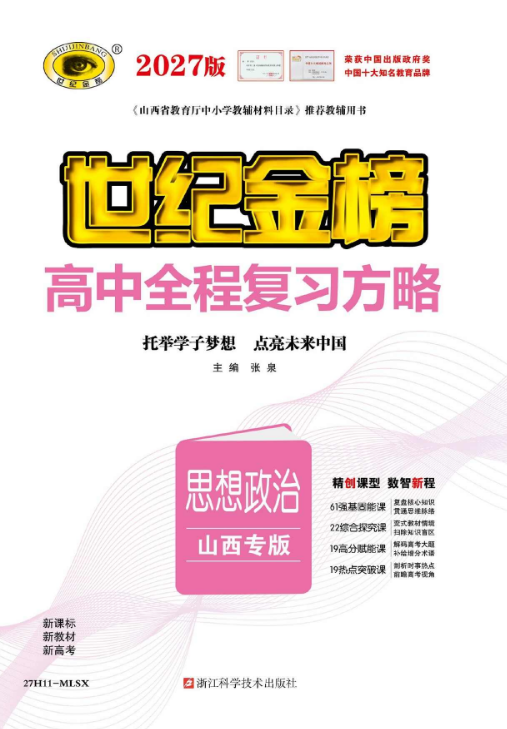 SHIJIJINBANG
世纪金榜
®
2027版
荣获中国出版政府奖
中国十大知名教育品牌
《山西省教育厅中小学教辅材料目录》推荐教辅用书
世纪金榜
高中全程复习方略
托举学子梦想 点亮未来中国
主 编 张 泉
思想政治
山西专版
精创课型 数智新程
61强基固能课 复盘核心知识 贯通思维脉络
22综合探究课 变式教材情境 扫除知识盲区
19高分赋能课 解码高考大题 补给增分术语
19热点突破课 剖析时事热点 前瞻高考视角
新课标
新教材
新高考
27H11-MLSX
浙江科学技术出版社